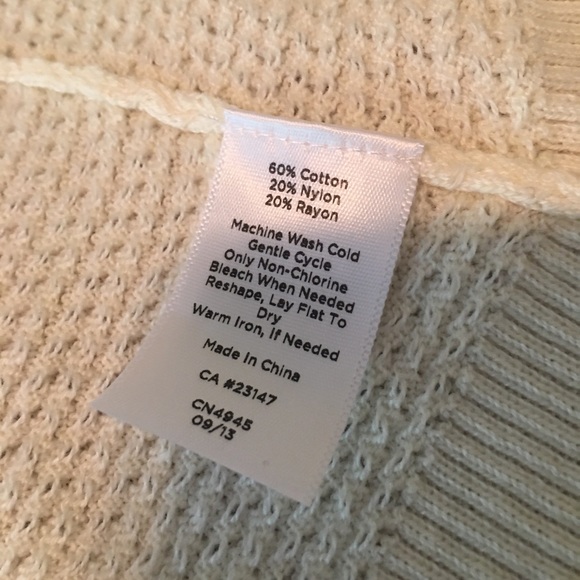 60% Cotton
20% Nylon
20% Rayon
Machine Wash Cold
Gentle Cycle
Only Non-Chlorine
Bleach When Needed
Reshape, Lay Flat To
Dry
Warm Iron, If Needed
Made In China
CA #23147
CN4945
09/13